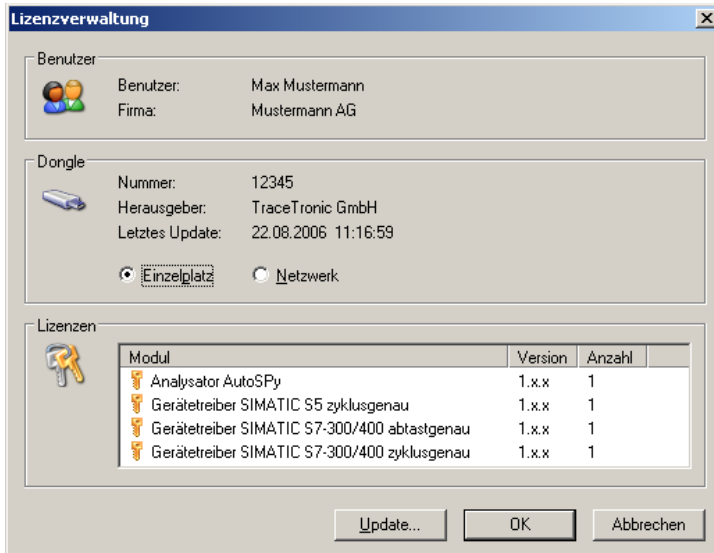 Lizenzverwaltung
Benutzer
Benutzer: Max Mustermann
Firma: Mustermann AG
Dongle
Nummer: 12345
Herausgeber: TraceTronic GmbH
Letztes Update: 22.08.2006 11:16:59
Einzelplatz Netzwerk
Lizenzen
Modul Version Anzahl
Analysator AutoSPy 1.x.x 1
Gerätetreiber SIMATIC S5 zyklusgenau 1.x.x 1
Gerätetreiber SIMATIC S7-300/400 abtastgenau 1.x.x 1
Gerätetreiber SIMATIC S7-300/400 zyklusgenau 1.x.x 1
Update... OK Abbrechen